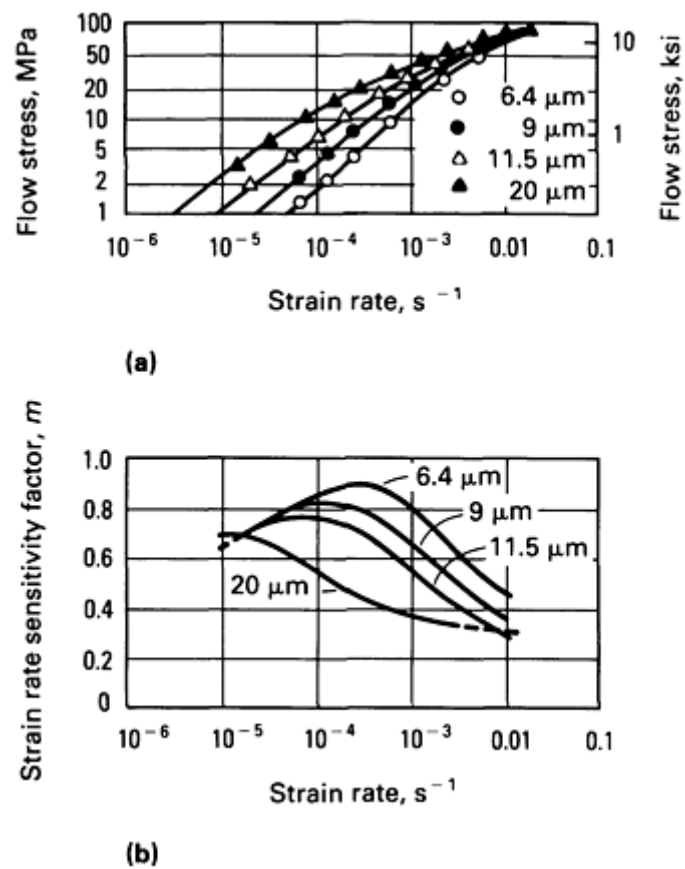 Flow stress, MPa
100
50
20
10
5
2
1
10
1
Flow stress, ksi
6.4 μm
9 μm
11.5 μm
20 μm
10⁻⁶ 10⁻⁵ 10⁻⁴ 10⁻³ 0.01 0.1
Strain rate, s⁻¹
(a)
Strain rate sensitivity factor, m
1.0
0.8
0.6
0.4
0.2
0
6.4 μm
9 μm
11.5 μm
20 μm
10⁻⁶ 10⁻⁵ 10⁻⁴ 10⁻³ 0.01 0.1
Strain rate, s⁻¹
(b)